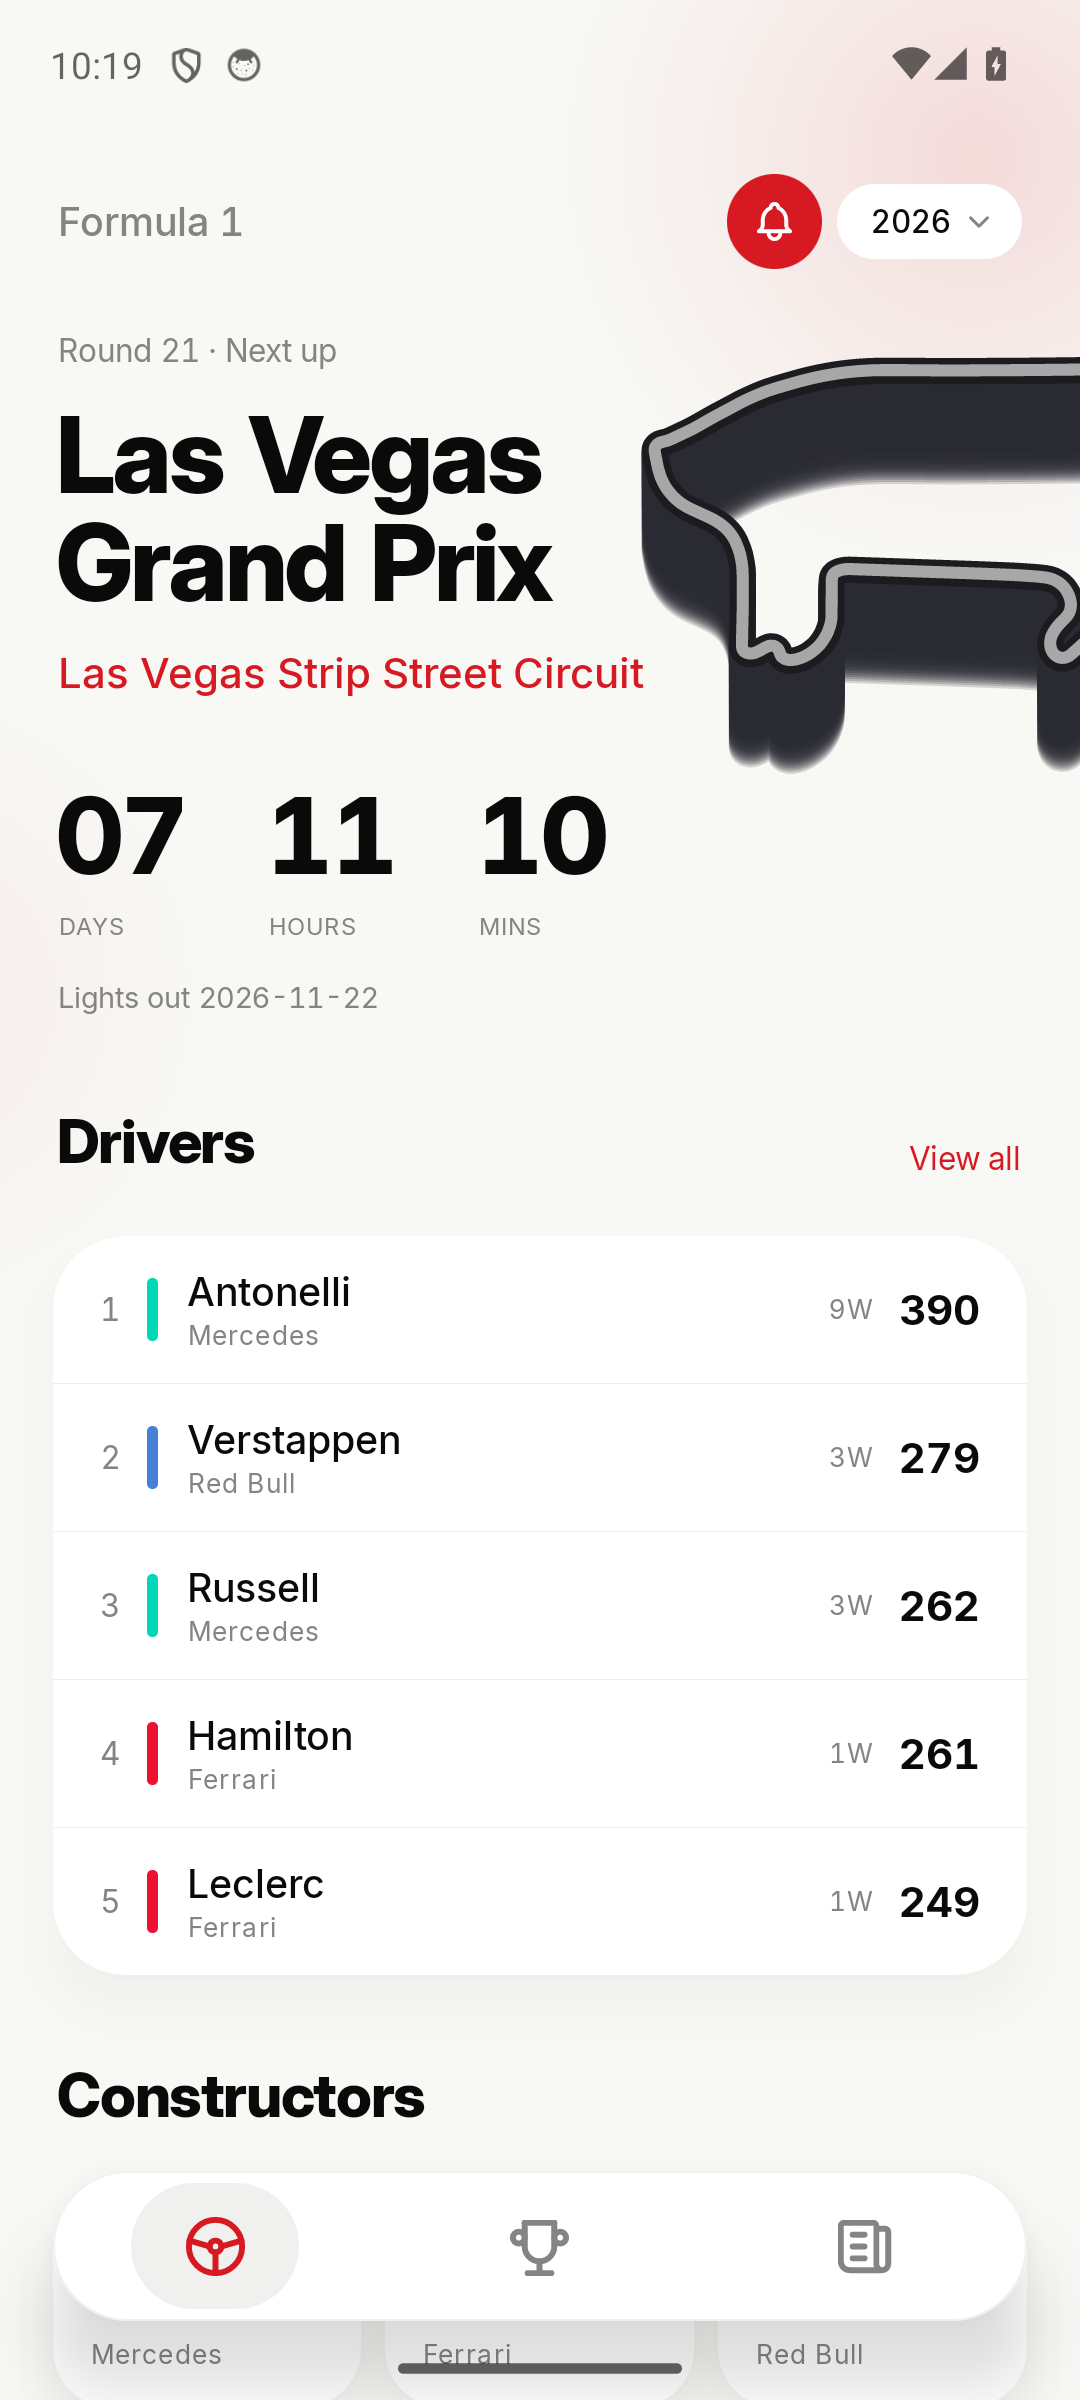 10:19
Formula 1
2026
Round 21 · Next up
Las Vegas
Grand Prix
Las Vegas Strip Street Circuit
07 11 10
DAYS HOURS MINS
Lights out 2026-11-22
Drivers
View all
1 Antonelli 9W 390
Mercedes
2 Verstappen 3W 279
Red Bull
3 Russell 3W 262
Mercedes
4 Hamilton 1W 261
Ferrari
5 Leclerc 1W 249
Ferrari
Constructors
Mercedes Ferrari Red Bull